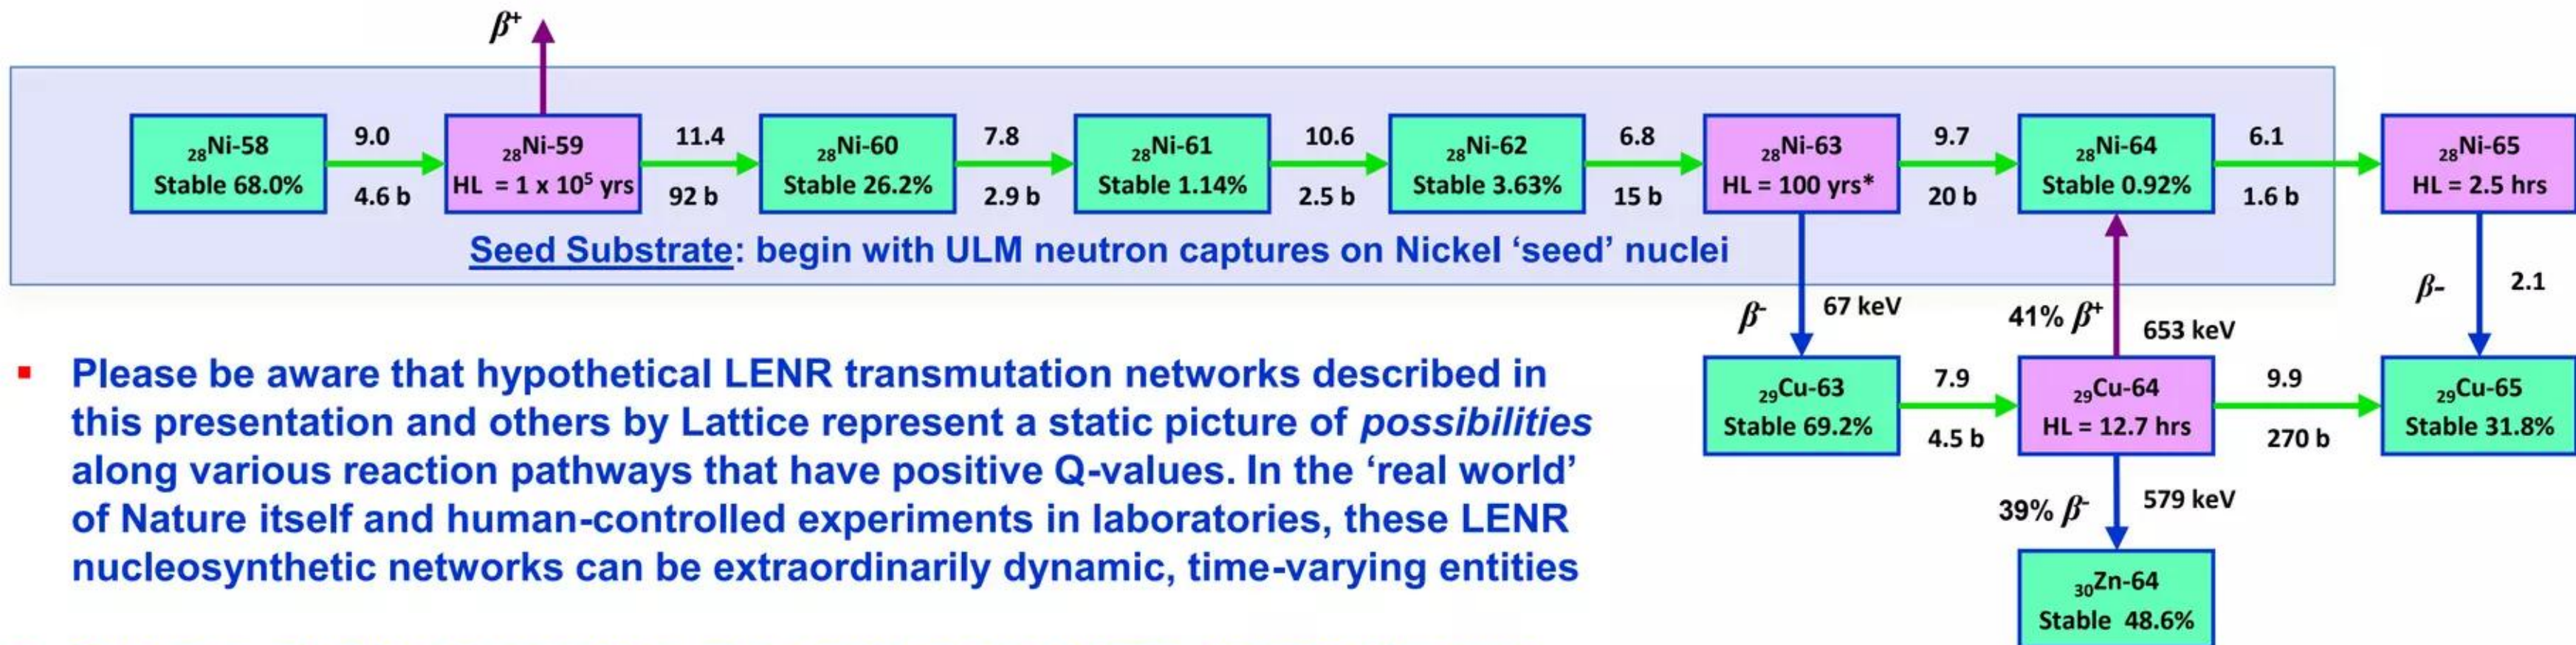 β+
9.0
11.4
7.8
10.6
6.8
9.7
6.1
28Ni-58
Stable 68.0%
28Ni-59
HL = 1 x 10⁵ yrs
28Ni-60
Stable 26.2%
28Ni-61
Stable 1.14%
28Ni-62
Stable 3.63%
28Ni-63
HL = 100 yrs*
28Ni-64
Stable 0.92%
28Ni-65
HL = 2.5 hrs
4.6 b
92 b
2.9 b
2.5 b
15 b
20 b
1.6 b
Seed Substrate: begin with ULM neutron captures on Nickel ‘seed’ nuclei
β-
67 keV
41% β+
653 keV
β-
2.1
▪ Please be aware that hypothetical LENR transmutation networks described in
this presentation and others by Lattice represent a static picture of possibilities
along various reaction pathways that have positive Q-values. In the ‘real world’
of Nature itself and human-controlled experiments in laboratories, these LENR
nucleosynthetic networks can be extraordinarily dynamic, time-varying entities
29Cu-63
Stable 69.2%
7.9
4.5 b
29Cu-64
HL = 12.7 hrs
9.9
270 b
29Cu-65
Stable 31.8%
39% β-
579 keV
30Zn-64
Stable 48.6%